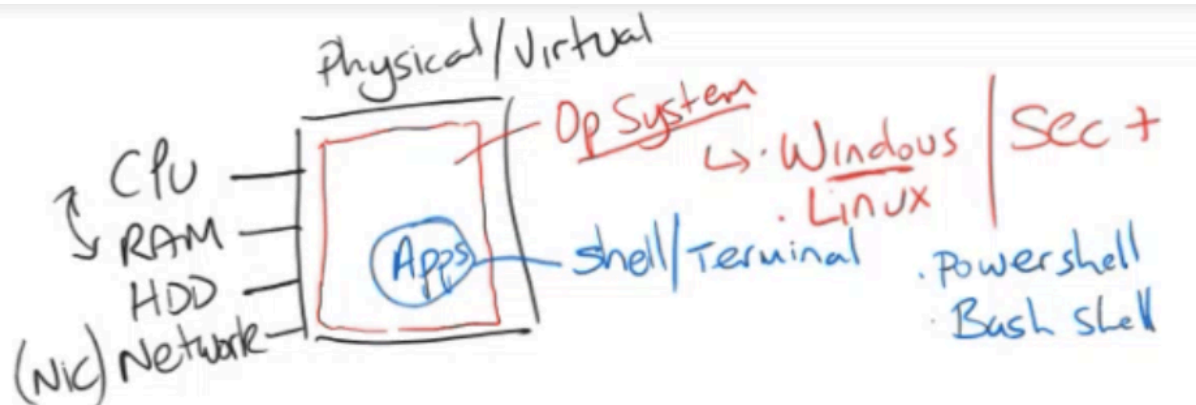 Physical/Virtual
CPU
RAM
HDD
(NIC) Network
Op System
Windows
Linux
Sec +
Apps
Shell/Terminal
Powershell
Bash shell